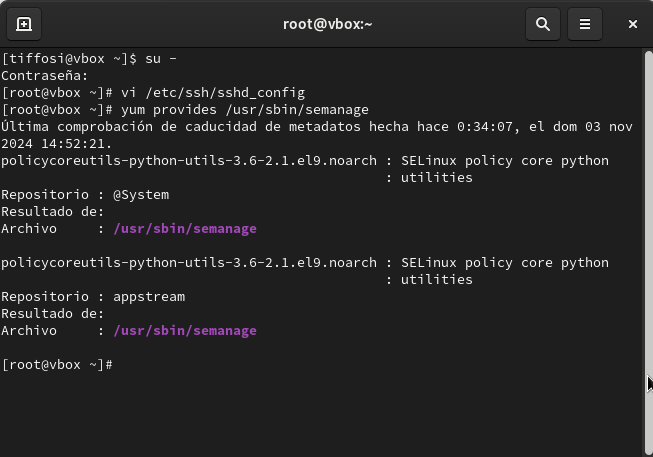 root@vbox:~
[tiffosi@vbox ~]$ su -
Contraseña:
[root@vbox ~]# vi /etc/ssh/sshd_config
[root@vbox ~]# yum provides /usr/sbin/semanage
Última comprobación de caducidad de metadatos hecha hace 0:34:07, el dom 03 nov
2024 14:52:21.
policycoreutils-python-utils-3.6-2.1.el9.noarch : SELinux policy core python
                                                : utilities
Repositorio : @System
Resultado de:
Archivo     : /usr/sbin/semanage

policycoreutils-python-utils-3.6-2.1.el9.noarch : SELinux policy core python
                                                : utilities
Repositorio : appstream
Resultado de:
Archivo     : /usr/sbin/semanage

[root@vbox ~]#